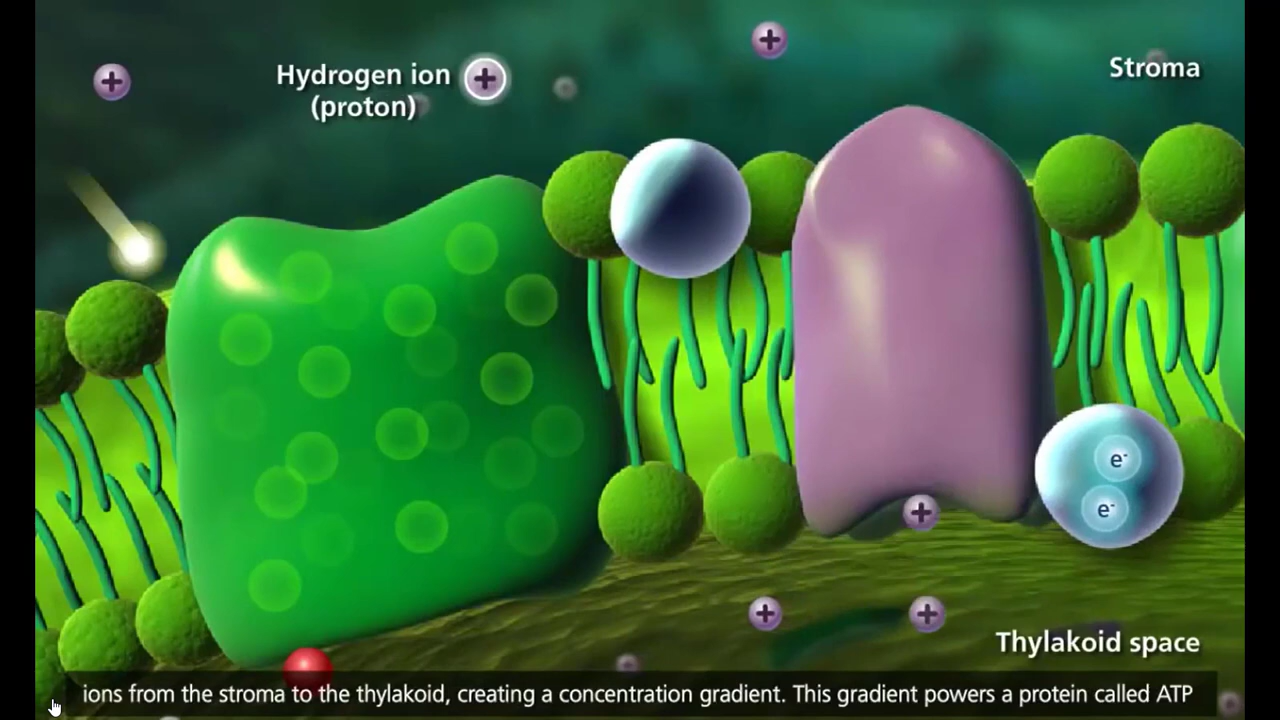 Hydrogen ion
(proton)
+
+
+
Stroma
e-
e-
+
+
+
Thylakoid space
ions from the stroma to the thylakoid, creating a concentration gradient. This gradient powers a protein called ATP